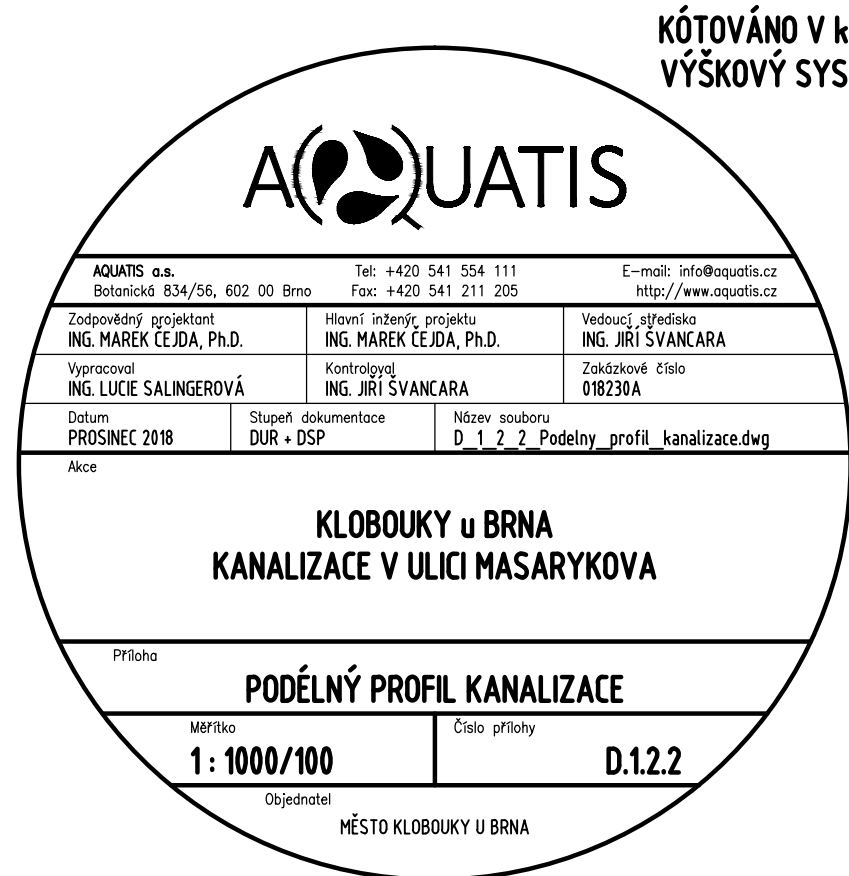 KÓTOVÁNO V k
VÝŠKOVÝ SYS
AQUATIS
AQUATIS a.s.
Botanická 834/56, 602 00 Brno
Tel: +420 541 554 111
Fax: +420 541 211 205
E-mail: info@aquatis.cz
http://www.aquatis.cz
Zodpovědný projektant
ING. MAREK ČEJDA, Ph.D.
Hlavní inženýr projektu
ING. MAREK ČEJDA, Ph.D.
Vedoucí střediska
ING. JIŘÍ ŠVANCARA
Vypracoval
ING. LUCIE SALINGEROVÁ
Kontroloval
ING. JIŘÍ ŠVANCARA
Zakázkové číslo
018230A
Datum
PROSINEC 2018
Stupeň dokumentace
DUR + DSP
Název souboru
D_1_2_2_Podelny_profil_kanalizace.dwg
Akce
KLOBOUKY u BRNA
KANALIZACE V ULICI MASARYKOVA
Příloha
PODÉLNÝ PROFIL KANALIZACE
Měřítko
1 : 1000/100
Číslo přílohy
D.1.2.2
Objednatel
MĚSTO KLOBOUKY U BRNA